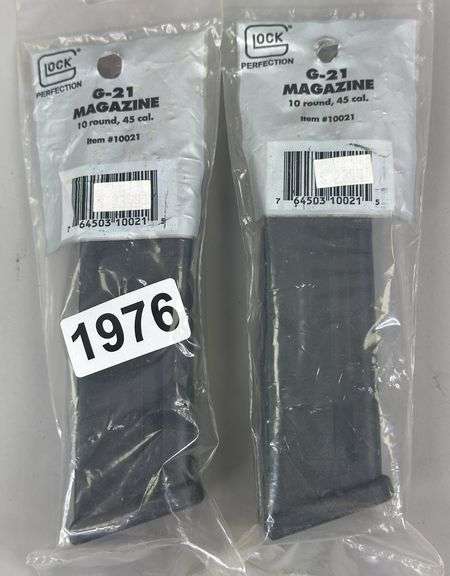 GLOCK
PERFECTION
G-21
MAGAZINE
10 round, 45 cal.
Item #10021
7 64503 10021 5
1976
GLOCK
PERFECTION
G-21
MAGAZINE
10 round, 45 cal.
Item #10021
7 64503 10021 5